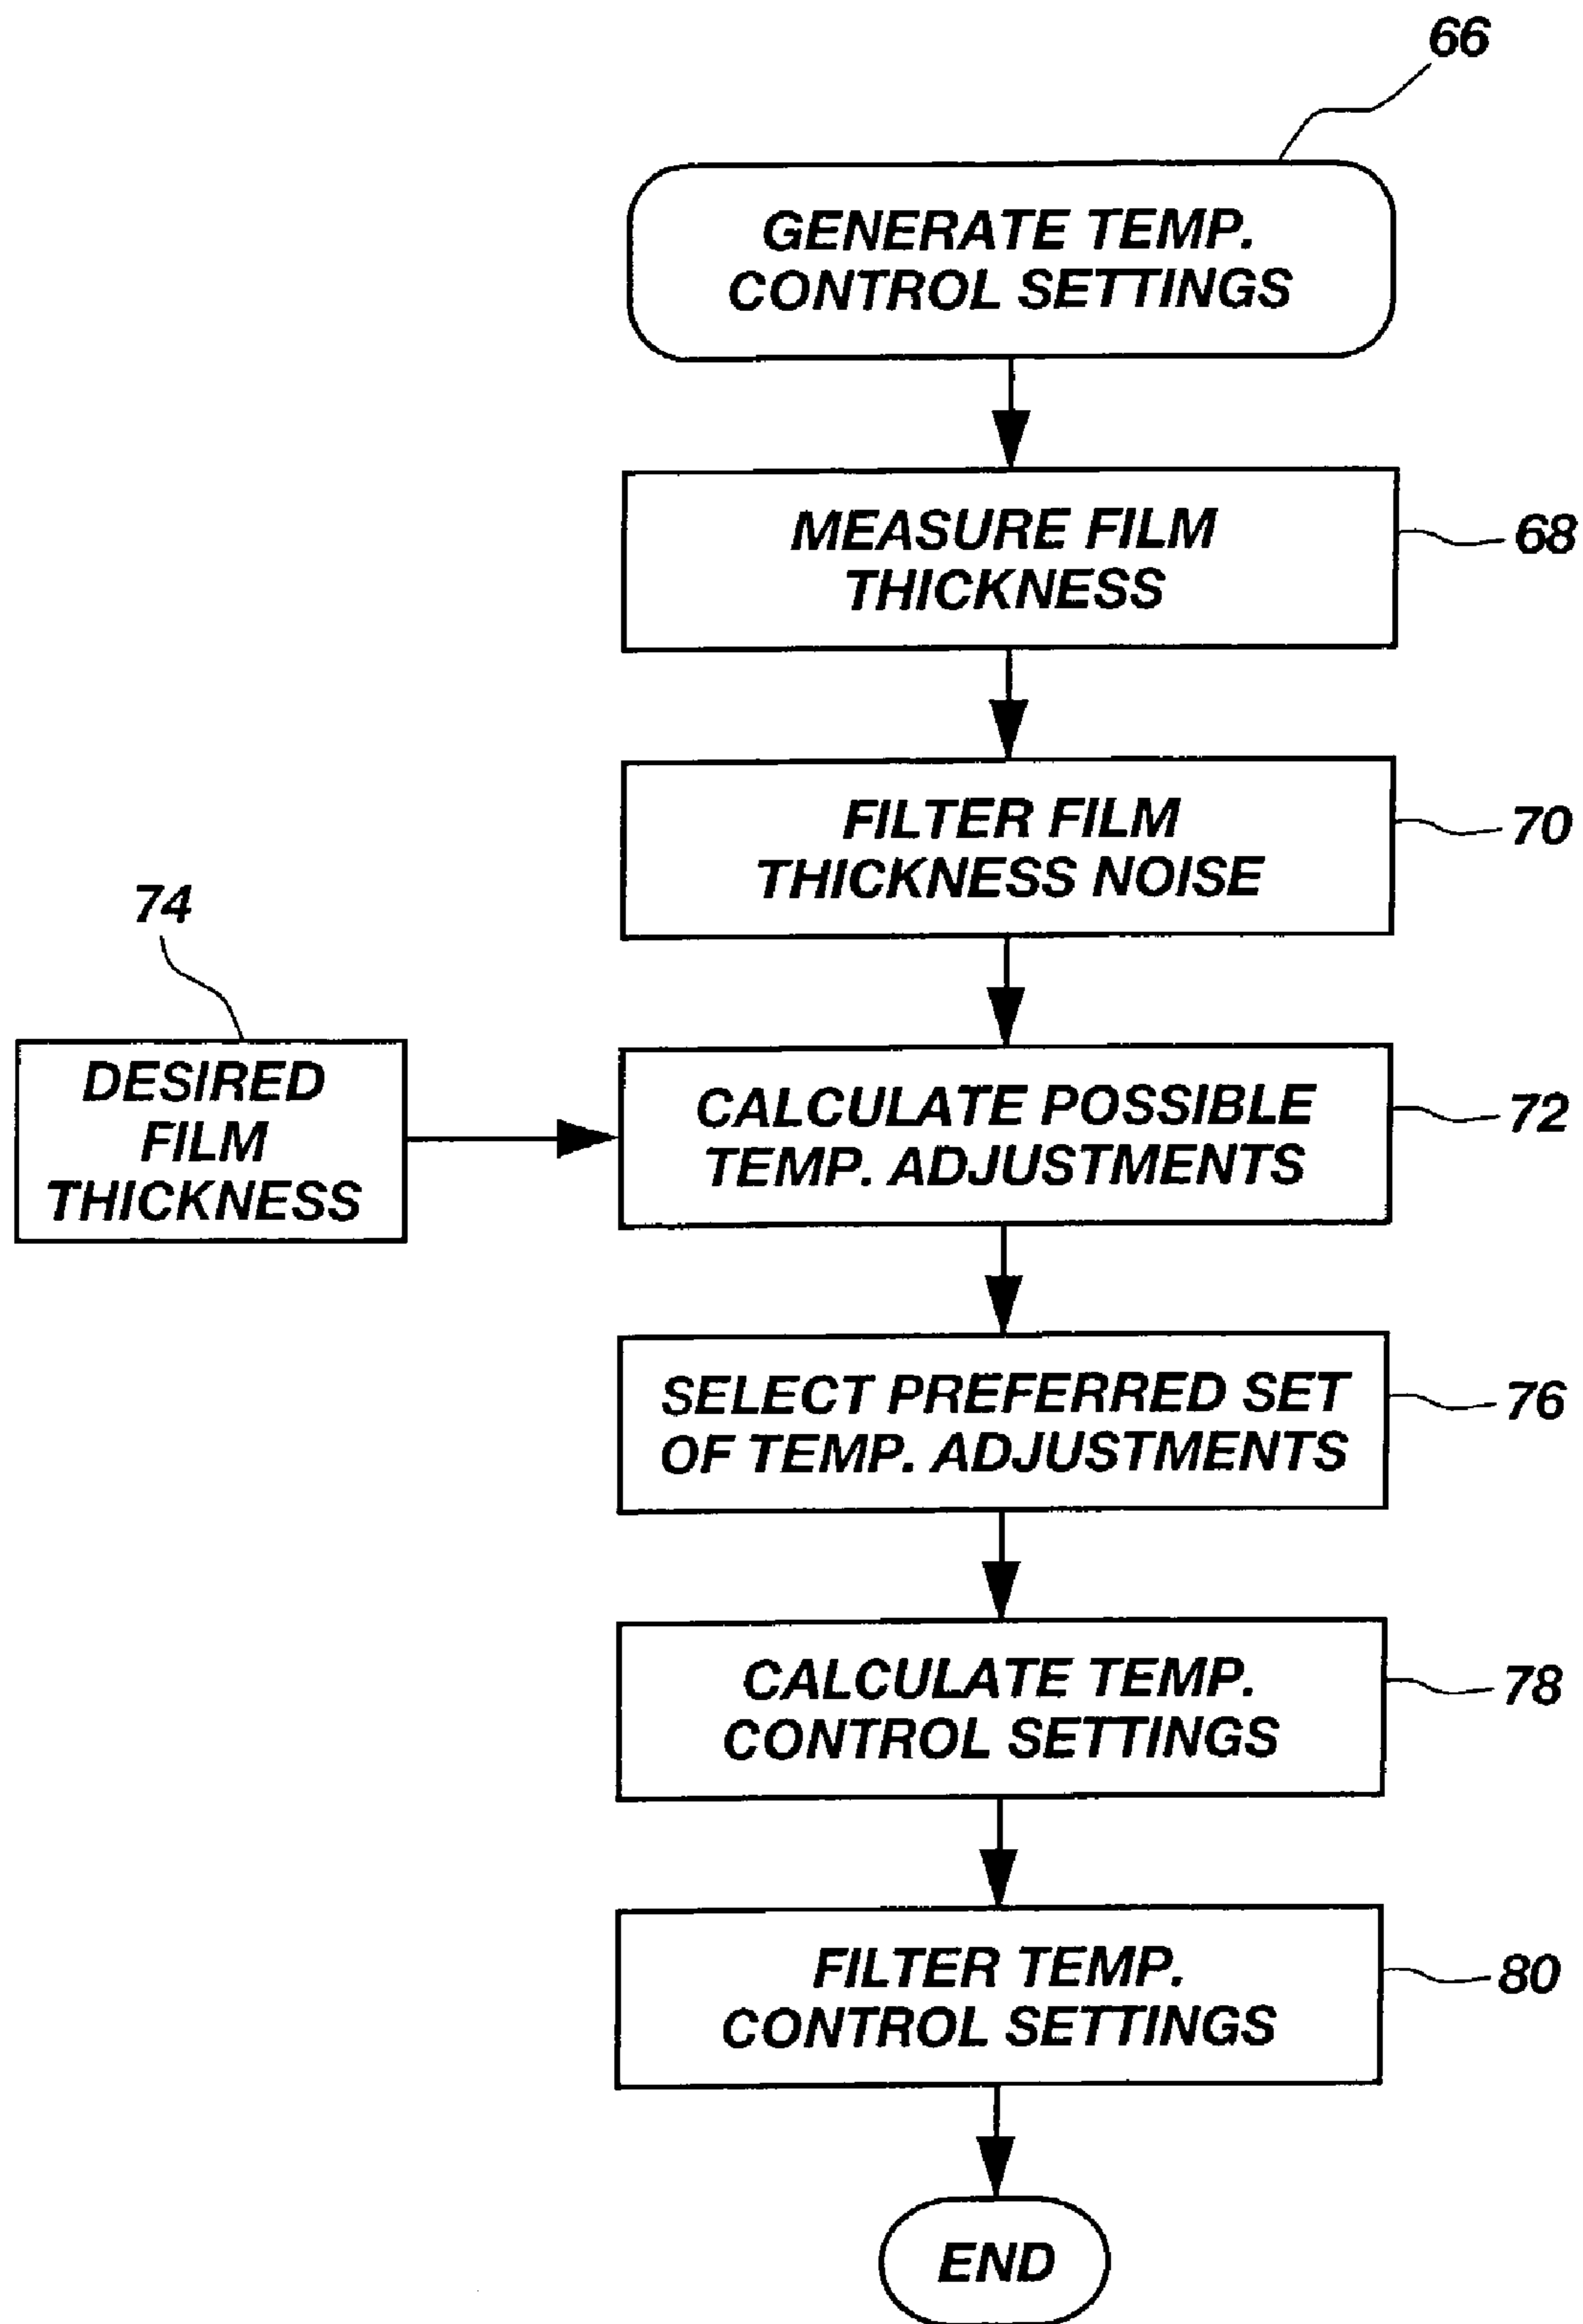 66
GENERATE TEMP.
CONTROL SETTINGS
MEASURE FILM
THICKNESS
68
FILTER FILM
THICKNESS NOISE
70
74
DESIRED
FILM
THICKNESS
CALCULATE POSSIBLE
TEMP. ADJUSTMENTS
72
SELECT PREFERRED SET
OF TEMP. ADJUSTMENTS
76
CALCULATE TEMP.
CONTROL SETTINGS
78
FILTER TEMP.
CONTROL SETTINGS
80
END